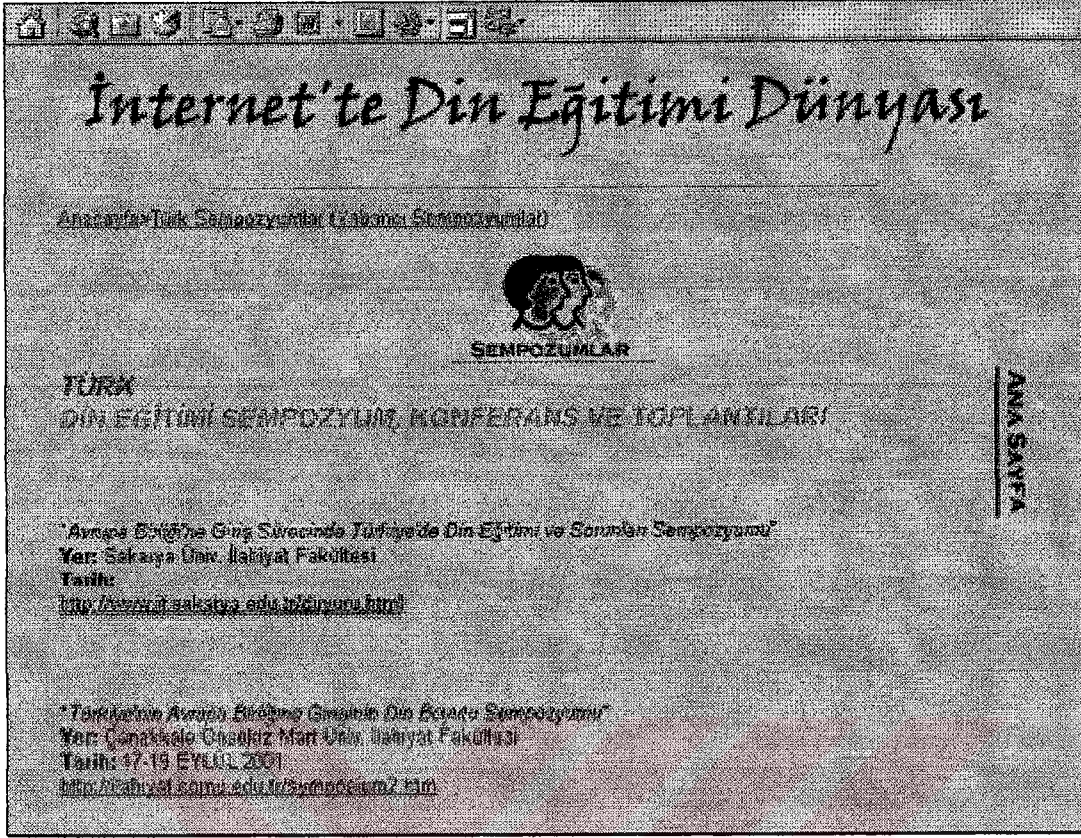 İnternet'te Din Eğitimi Dünyası
Anasayfa>Türk Sempozyumlar (Yabancı Sempozyumlar)
SEMPOZUMLAR
TÜRK
DİN EĞİTİMİ SEMPOZYUM, KONFERANS VE TOPLANTILARI
ANA SAYFA
"Avrupa Birliği'ne Giriş Sürecinde Türkiye'de Din Eğitimi ve Sorunları Sempozyumu"
Yer: Sakarya Üniv. İlahiyat Fakültesi
Tarih:
"Türkiye'nin Avrupa Birliğine Girişinin Din Boyutu Sempozyumu"
Yer: Çanakkale Onsekiz Mart Üniv. İlahiyat Fakültesi
Tarih: 17-19 EYLÜL 2001